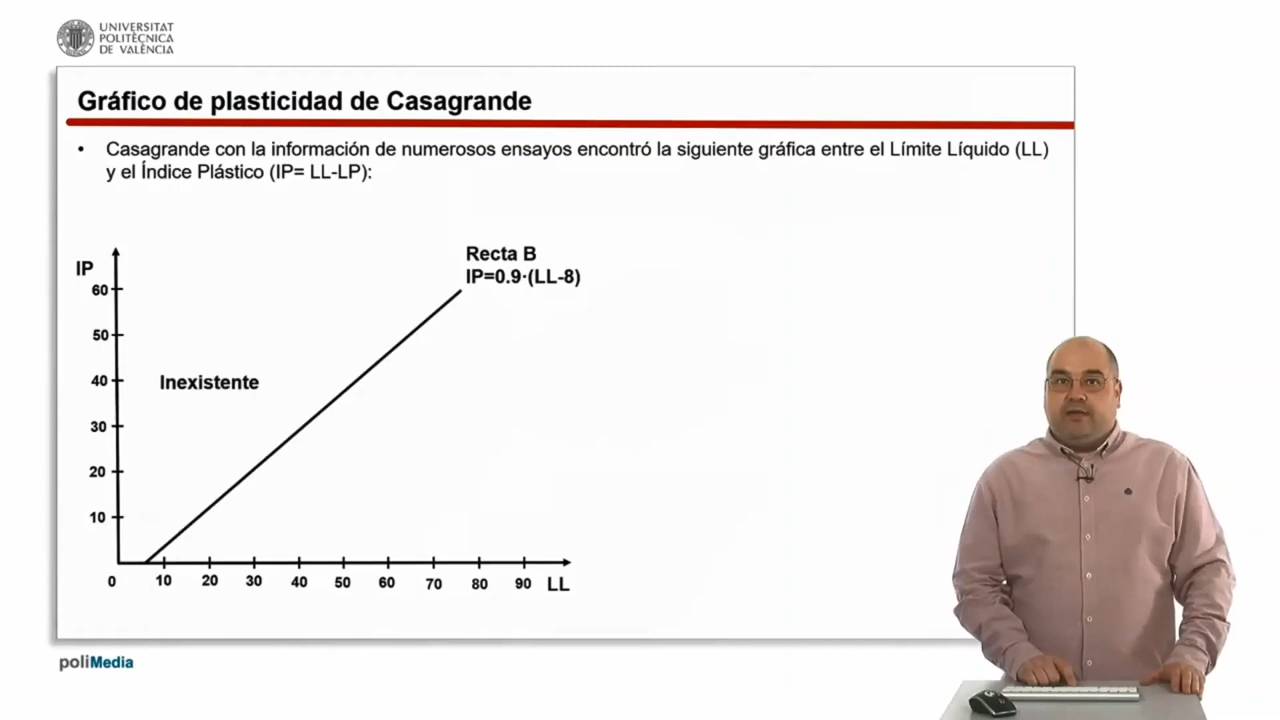 UNIVERSITAT
POLITÈCNICA
DE VALÈNCIA
Gráfico de plasticidad de Casagrande
• Casagrande con la información de numerosos ensayos encontró la siguiente gráfica entre el Límite Líquido (LL)
y el Índice Plástico (IP= LL-LP):
Recta B
IP=0.9·(LL-8)
IP
60
50
40
30
20
10
Inexistente
0 10 20 30 40 50 60 70 80 90 LL
poliMedia